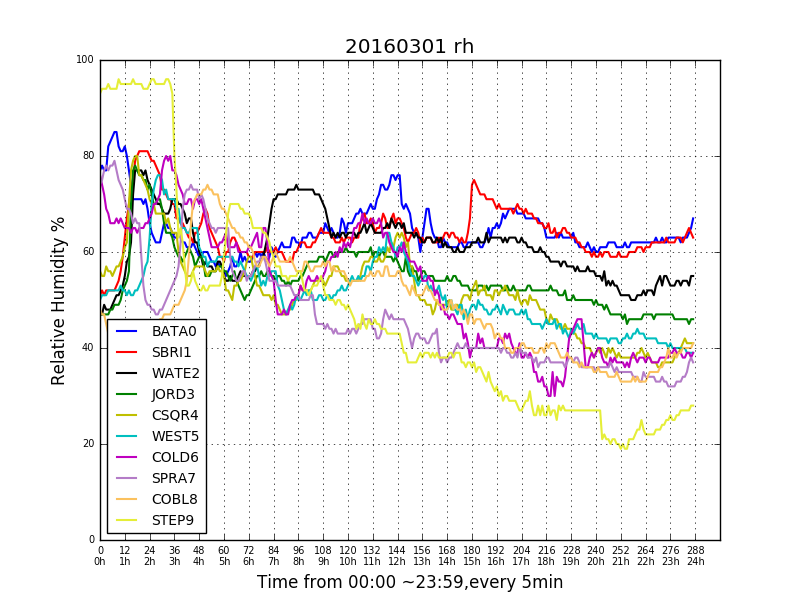 20160301 rh
100
80
60
40
20
0
Relative Humidity %
BATA0
SBRI1
WATE2
JORD3
CSQR4
WEST5
COLD6
SPRA7
COBL8
STEP9
0 12 24 36 48 60 72 84 96 108 120 132 144 156 168 180 192 204 216 228 240 252 264 276 288
0h 1h 2h 3h 4h 5h 6h 7h 8h 9h 10h 11h 12h 13h 14h 15h 16h 17h 18h 19h 20h 21h 22h 23h 24h
Time from 00:00 ~23:59,every 5min